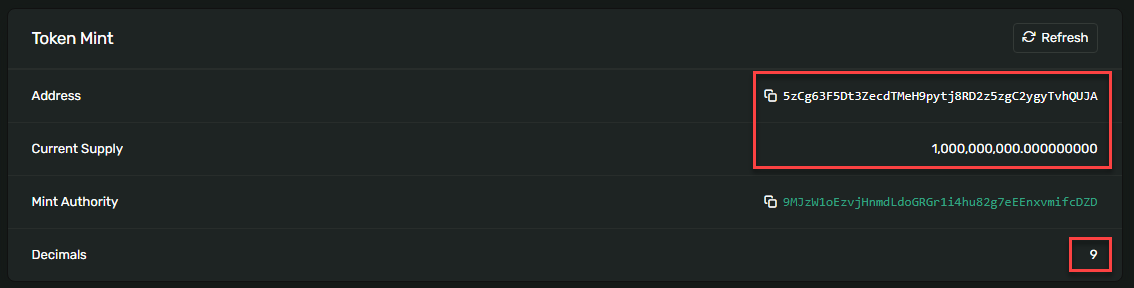 Token Mint
Refresh
Address
5zCg63F5Dt3ZecdTMeH9pytj8RD2z5zgC2ygyTvhQUJA
Current Supply
1,000,000,000.000000000
Mint Authority
9MJzW1oEzvjHnmdLdoGRGr1i4hu82g7eEEnxvmifcDZD
Decimals
9